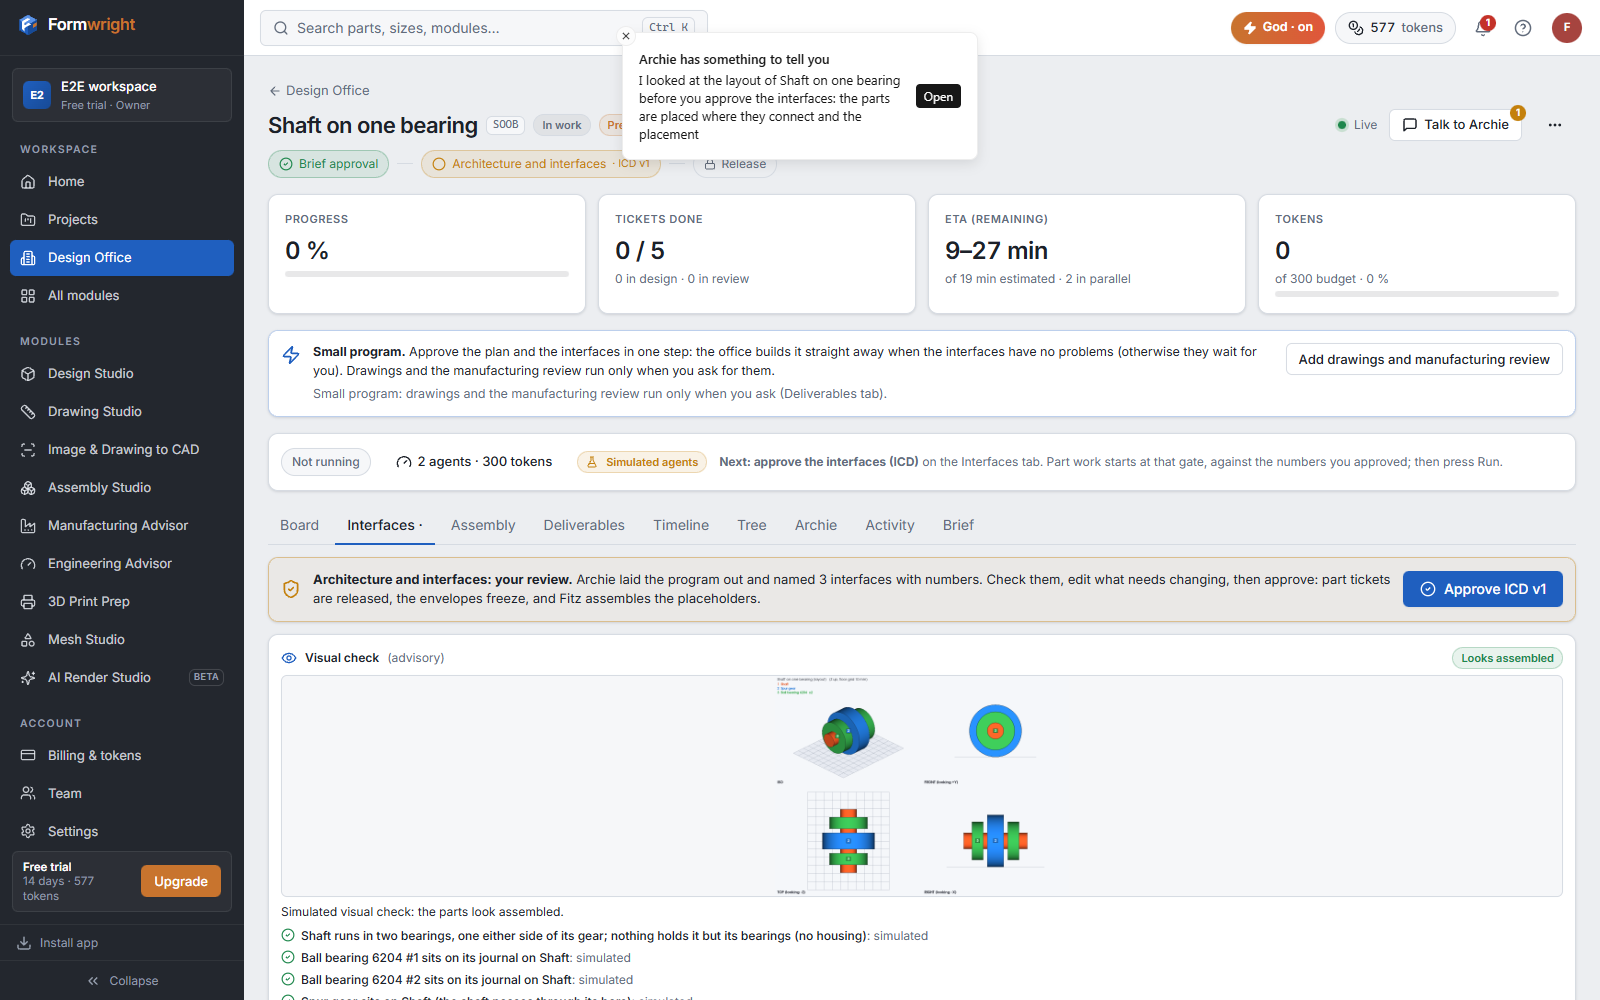 Formwright
Search parts, sizes, modules...
Ctrl K
God · on
577 tokens
1
F
E2
E2E workspace
Free trial · Owner
WORKSPACE
Home
Projects
Design Office
All modules
MODULES
Design Studio
Drawing Studio
Image & Drawing to CAD
Assembly Studio
Manufacturing Advisor
Engineering Advisor
3D Print Prep
Mesh Studio
AI Render Studio
BETA
ACCOUNT
Billing & tokens
Team
Settings
Free trial
14 days · 577
tokens
Upgrade
Install app
Collapse
Archie has something to tell you
I looked at the layout of Shaft on one bearing
before you approve the interfaces: the parts
are placed where they connect and the
placement
Open
Design Office
Shaft on one bearing
SOOB
In work
Pre
Live
Talk to Archie
1
Brief approval
Architecture and interfaces · ICD v1
Release
PROGRESS
0 %
TICKETS DONE
0 / 5
0 in design · 0 in review
ETA (REMAINING)
9–27 min
of 19 min estimated · 2 in parallel
TOKENS
0
of 300 budget · 0 %
Small program. Approve the plan and the interfaces in one step: the office builds it straight away when the interfaces have no problems (otherwise they wait for
you). Drawings and the manufacturing review run only when you ask for them.
Small program: drawings and the manufacturing review run only when you ask (Deliverables tab).
Add drawings and manufacturing review
Not running
2 agents · 300 tokens
Simulated agents
Next: approve the interfaces (ICD) on the Interfaces tab. Part work starts at that gate, against the numbers you approved; then press Run.
Board
Interfaces ·
Assembly
Deliverables
Timeline
Tree
Archie
Activity
Brief
Architecture and interfaces: your review. Archie laid the program out and named 3 interfaces with numbers. Check them, edit what needs changing, then approve: part tickets
are released, the envelopes freeze, and Fitz assembles the placeholders.
Approve ICD v1
Visual check (advisory)
Looks assembled
Simulated visual check: the parts look assembled.
Shaft runs in two bearings, one either side of its gear; nothing holds it but its bearings (no housing): simulated
Ball bearing 6204 #1 sits on its journal on Shaft: simulated
Ball bearing 6204 #2 sits on its journal on Shaft: simulated
Spur gear sits on Shaft (the shaft passes through its bore): simulated